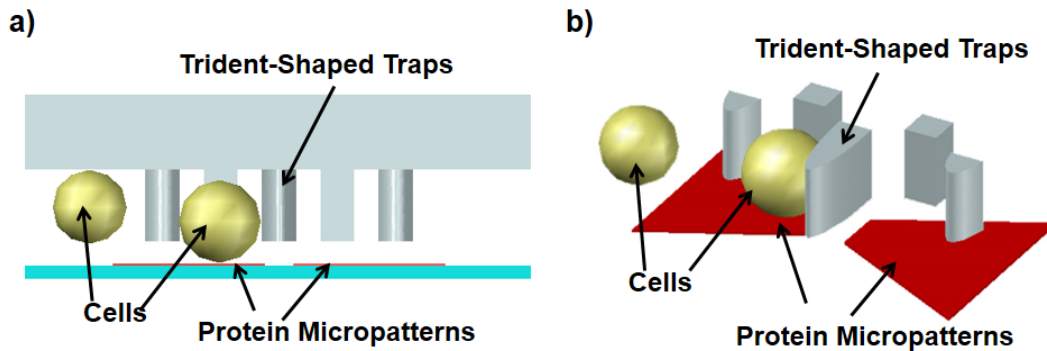 a)
Trident-Shaped Traps
Cells
Protein Micropatterns
b)
Trident-Shaped Traps
Cells
Protein Micropatterns